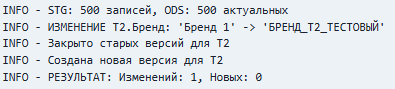 INFO - STG: 500 записей, ODS: 500 актуальных
INFO - ИЗМЕНЕНИЕ T2.Бренд: 'Бренд 1' -> 'БРЕНД_T2_ТЕСТОВЫЙ'
INFO - Закрыто старых версий для T2
INFO - Создана новая версия для T2
INFO - РЕЗУЛЬТАТ: Изменений: 1, Новых: 0